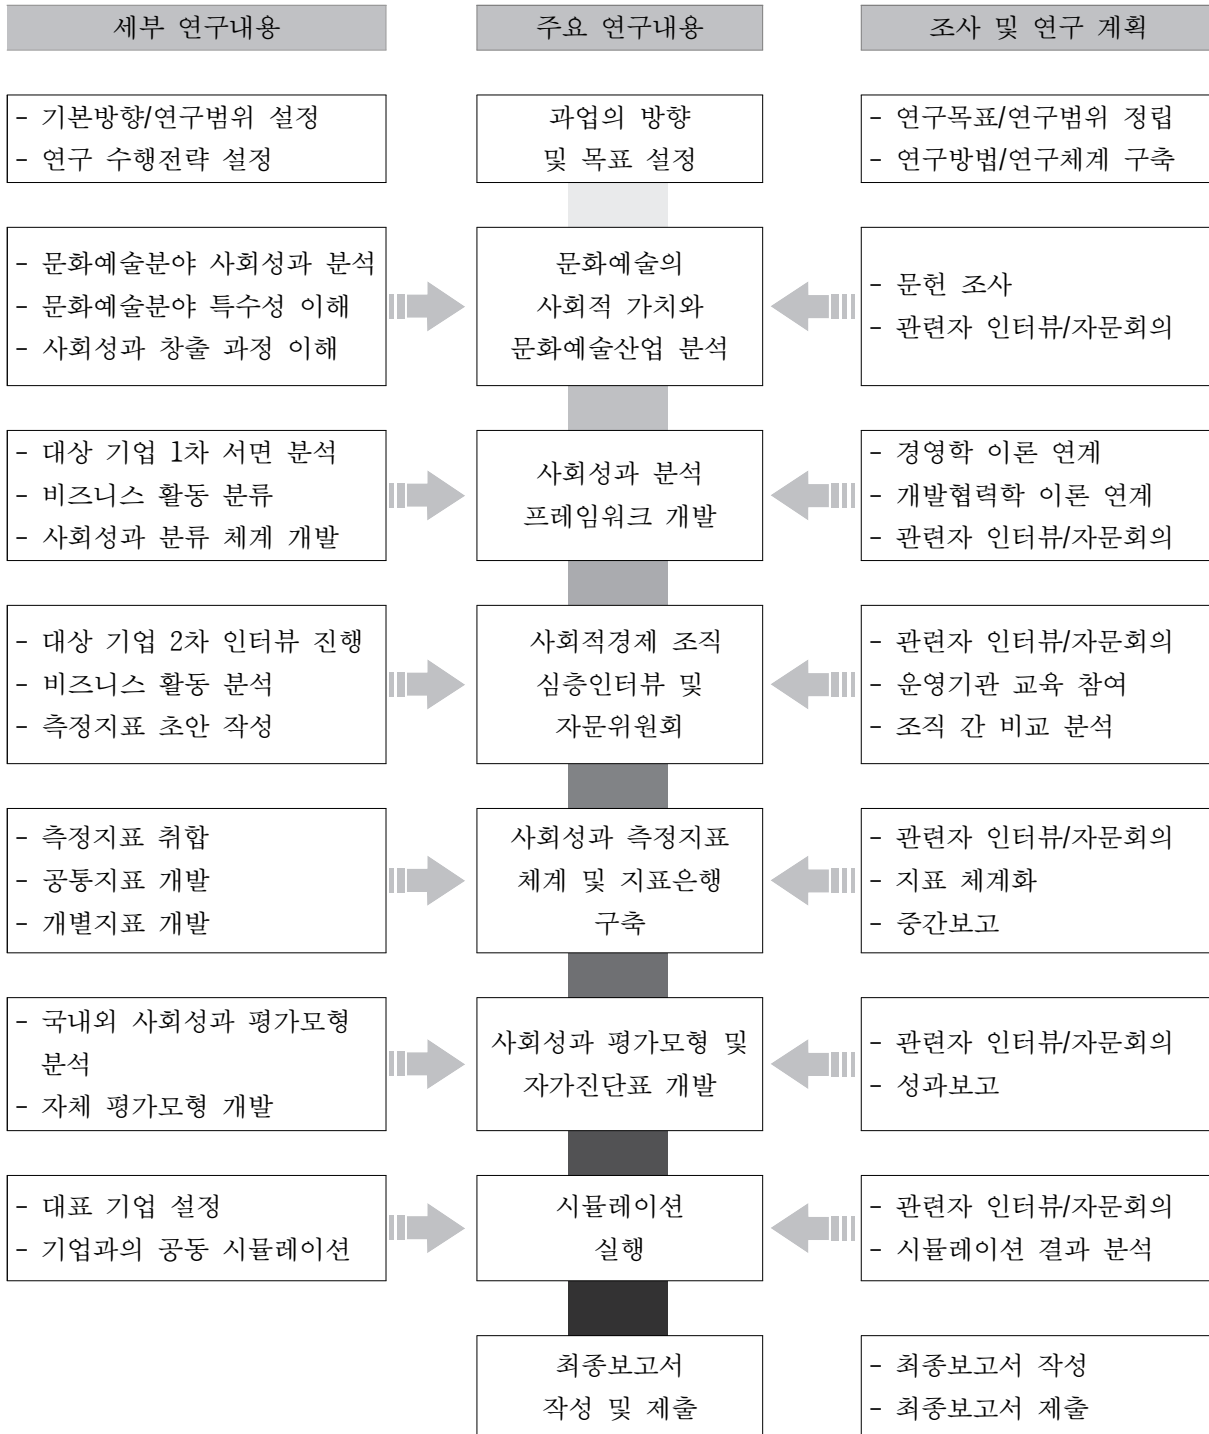 세부 연구내용
주요 연구내용
조사 및 연구 계획
- 기본방향/연구범위 설정
- 연구 수행전략 설정
과업의 방향
및 목표 설정
- 연구목표/연구범위 정립
- 연구방법/연구체계 구축
- 문화예술분야 사회성과 분석
- 문화예술분야 특수성 이해
- 사회성과 창출 과정 이해
문화예술의
사회적 가치와
문화예술산업 분석
- 문헌 조사
- 관련자 인터뷰/자문회의
- 대상 기업 1차 서면 분석
- 비즈니스 활동 분류
- 사회성과 분류 체계 개발
사회성과 분석
프레임워크 개발
- 경영학 이론 연계
- 개발협력학 이론 연계
- 관련자 인터뷰/자문회의
- 대상 기업 2차 인터뷰 진행
- 비즈니스 활동 분석
- 측정지표 초안 작성
사회적경제 조직
심층인터뷰 및
자문위원회
- 관련자 인터뷰/자문회의
- 운영기관 교육 참여
- 조직 간 비교 분석
- 측정지표 취합
- 공통지표 개발
- 개별지표 개발
사회성과 측정지표
체계 및 지표은행
구축
- 관련자 인터뷰/자문회의
- 지표 체계화
- 중간보고
- 국내외 사회성과 평가모형
분석
- 자체 평가모형 개발
사회성과 평가모형 및
자가진단표 개발
- 관련자 인터뷰/자문회의
- 성과보고
- 대표 기업 설정
- 기업과의 공동 시뮬레이션
시뮬레이션
실행
- 관련자 인터뷰/자문회의
- 시뮬레이션 결과 분석
최종보고서
작성 및 제출
- 최종보고서 작성
- 최종보고서 제출